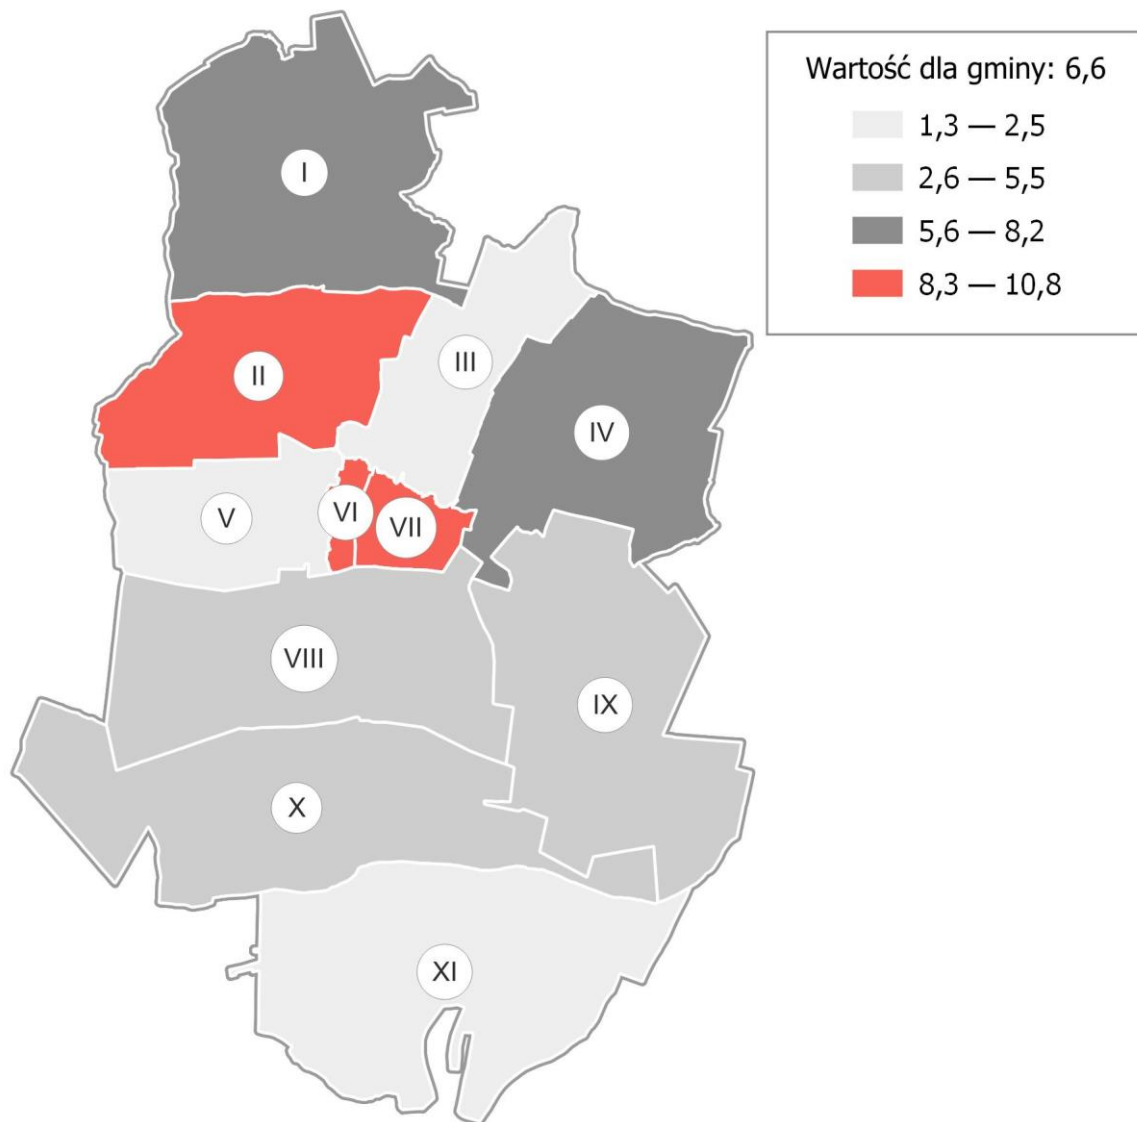 Wartość dla gminy: 6,6
1,3 — 2,5
2,6 — 5,5
5,6 — 8,2
8,3 — 10,8
I
II
III
IV
V
VI
VII
VIII
IX
X
XI